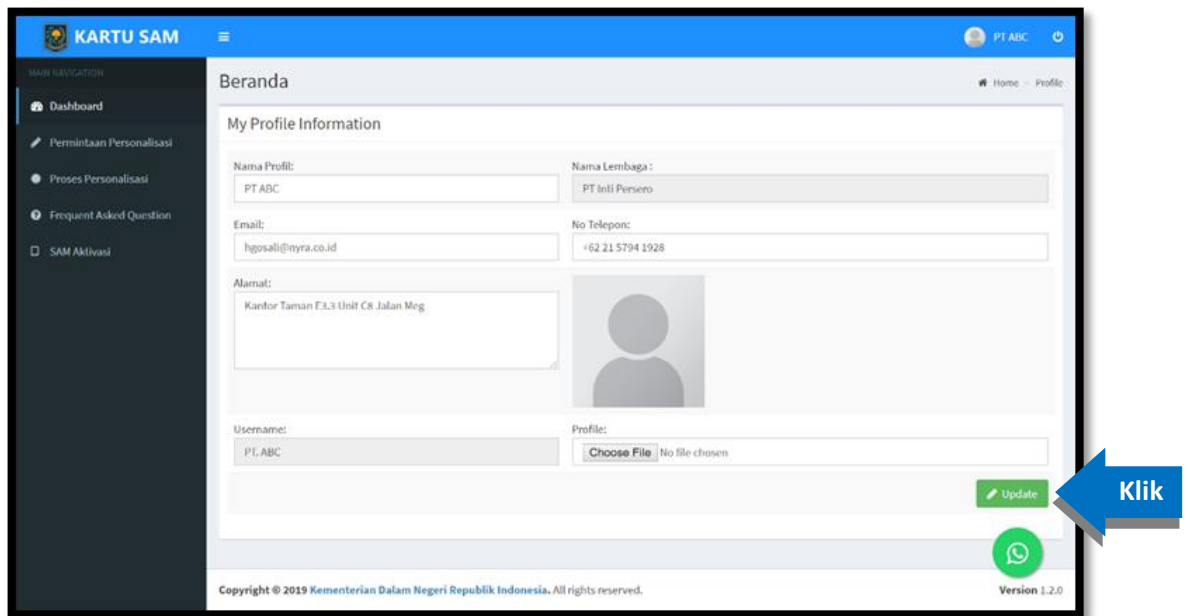 KARTU SAM
PT ABC
MAIN NAVIGATION
Dashboard
Permintaan Personalisasi
Proses Personalisasi
Frequent Asked Question
SAM Aktivasi
Beranda
Home - Profile
My Profile Information
Nama Profil:
PT ABC
Nama Lembaga :
PT Inti Persero
Email:
hgosali@nyra.co.id
No Telepon:
+62 21 5794 1928
Alamat:
Kantor Taman E3.3 Unit C8 Jalan Meg
Username:
PT. ABC
Profile:
Choose File No file chosen
Update
Klik
Copyright © 2019 Kementerian Dalam Negeri Republik Indonesia. All rights reserved.
Version 1.2.0